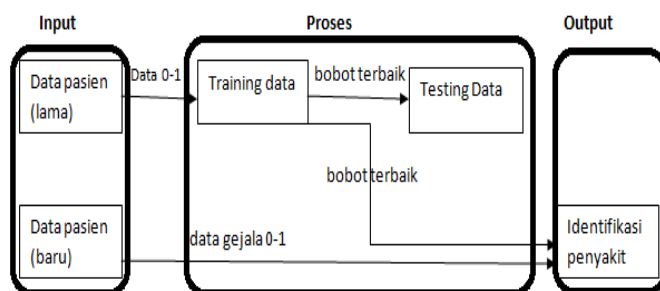 Input
Proses
Output
Data pasien
(lama)
Data 0-1
Training data
bobot terbaik
Testing Data
bobot terbaik
Data pasien
(baru)
data gejala 0-1
Identifikasi
penyakit